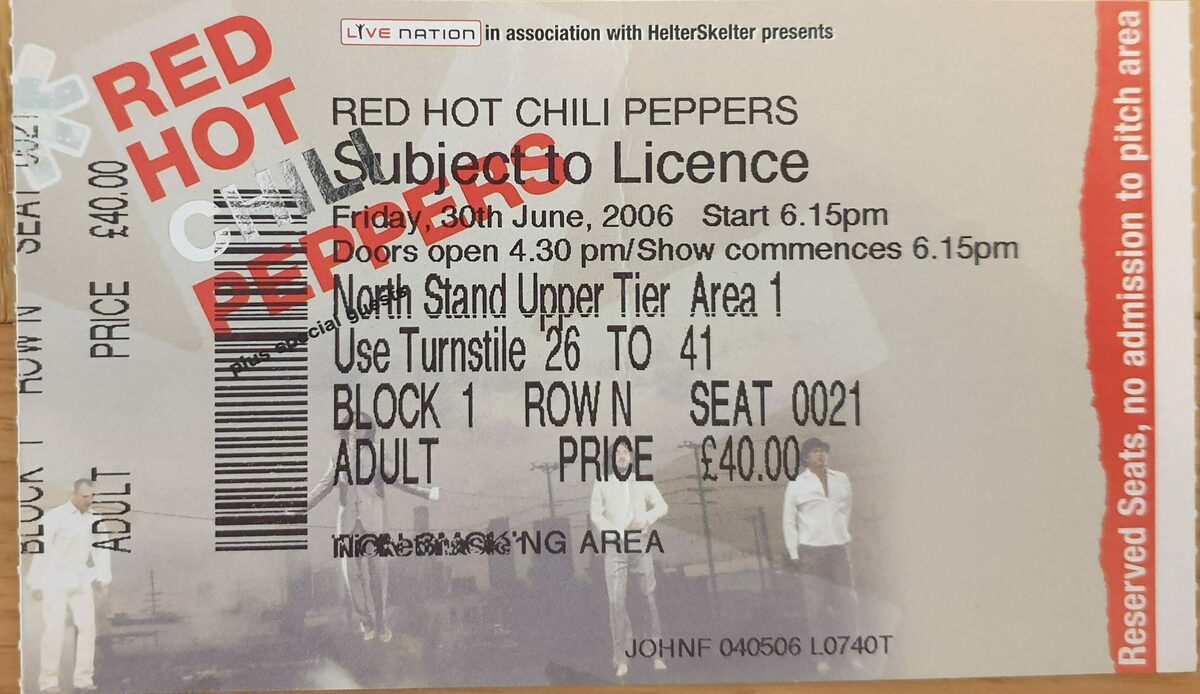 LIVE NATION in association with HelterSkelter presents
RED
HOT
CHILI
PEPPERS
plus special guests
RED HOT CHILI PEPPERS
Subject to Licence
Friday, 30th June, 2006 Start 6.15pm
Doors open 4.30 pm/Show commences 6.15pm
North Stand Upper Tier Area 1
Use Turnstile 26 TO 41
BLOCK 1 ROW N SEAT 0021
ADULT PRICE £40.00
NG AREA
JOHNF 040506 L0740T
BLOCK 1 ROW N SEAT 0021
ADULT PRICE £40.00
Reserved Seats, no admission to pitch area